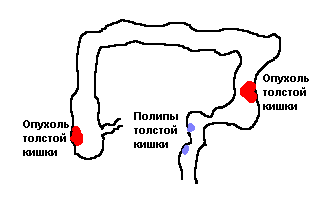 Опухоль
толстой
кишки
Полипы
толстой
кишки
Опухоль
толстой
кишки